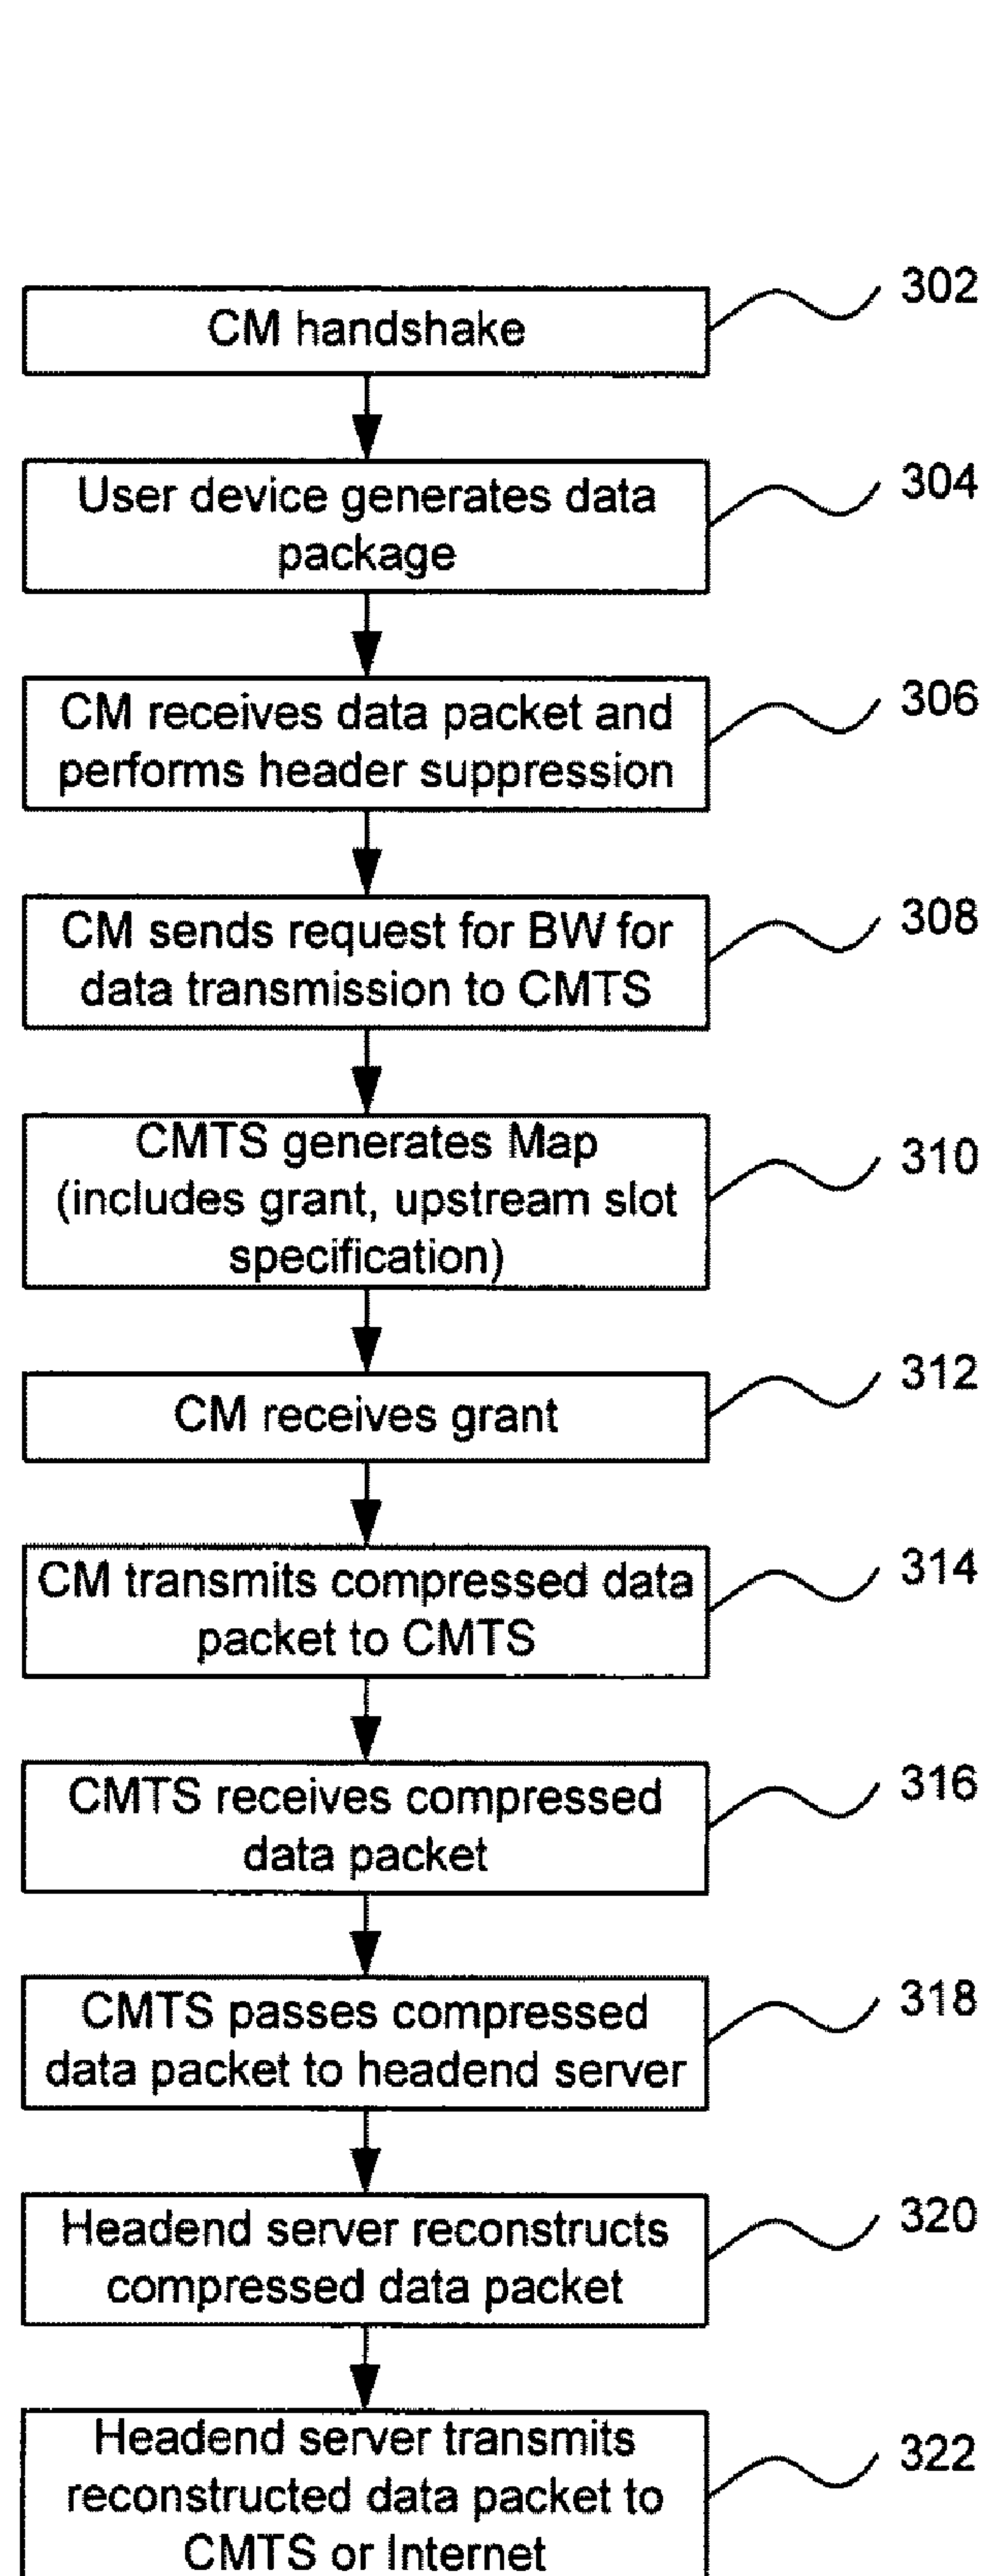 302
CM handshake
304
User device generates data
package
306
CM receives data packet and
performs header suppression
308
CM sends request for BW for
data transmission to CMTS
310
CMTS generates Map
(includes grant, upstream slot
specification)
312
CM receives grant
314
CM transmits compressed data
packet to CMTS
316
CMTS receives compressed
data packet
318
CMTS passes compressed
data packet to headend server
320
Headend server reconstructs
compressed data packet
322
Headend server transmits
reconstructed data packet to
CMTS or Internet